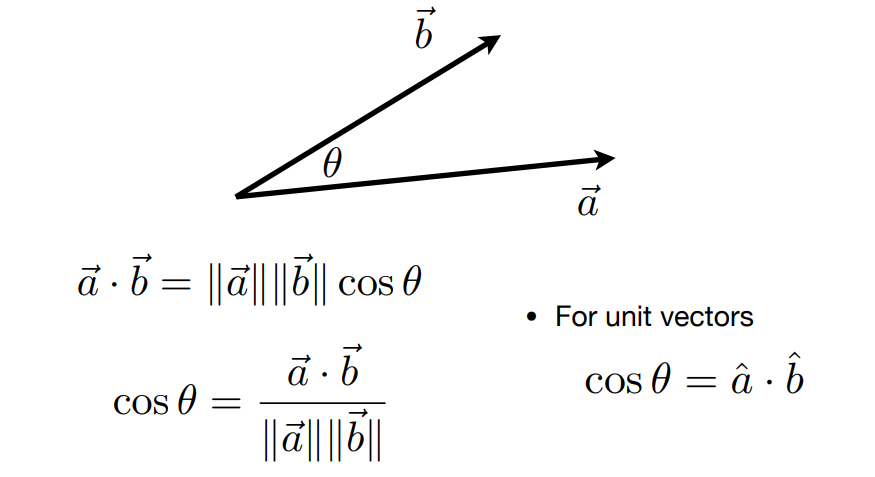 $\vec{b}$
$\theta$
$\vec{a}$
$\vec{a} \cdot \vec{b} = \|\vec{a}\| \|\vec{b}\| \cos \theta$
$\cos \theta = \frac{\vec{a} \cdot \vec{b}}{\|\vec{a}\| \|\vec{b}\|}$
• For unit vectors
$\cos \theta = \hat{a} \cdot \hat{b}$